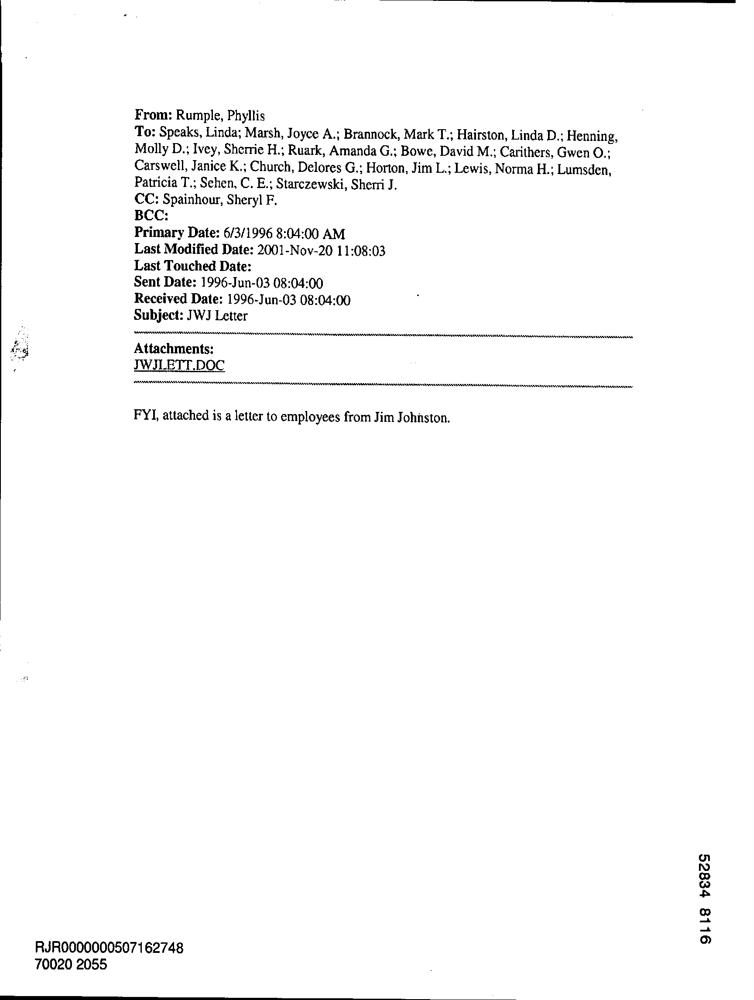 From: Rumple, Phyllis
To: Speaks, Linda; Marsh, Joyce A.; Brannock, Mark T.; Hairston, Linda D.; Henning,
Molly D.; Ivey, Sherrie H.; Ruark, Amanda G.; Bowe, David M.; Carithers, Gwen O.;
Carswell, Janice K.; Church, Delores G.; Horton, Jim L.; Lewis, Norma H.; Lumsden,
Patricia T.; Sehen, C. E.; Starczewski, Sherri J.
CC: Spainhour, Sheryl F.
BCC:
Primary Date: 6/3/1996 8:04:00 AM
Last Modified Date: 2001-Nov-20 11:08:03
Last Touched Date:
Sent Date: 1996-Jun-03 08:04:00
Received Date: 1996-Jun-03 08:04:00
Subject: JWJ Letter
Attachments:
JWJLETT.DOC
FYI, attached is a letter to employees from Jim Johnston.
52834 8116
RJR0000000507162748
70020 2055